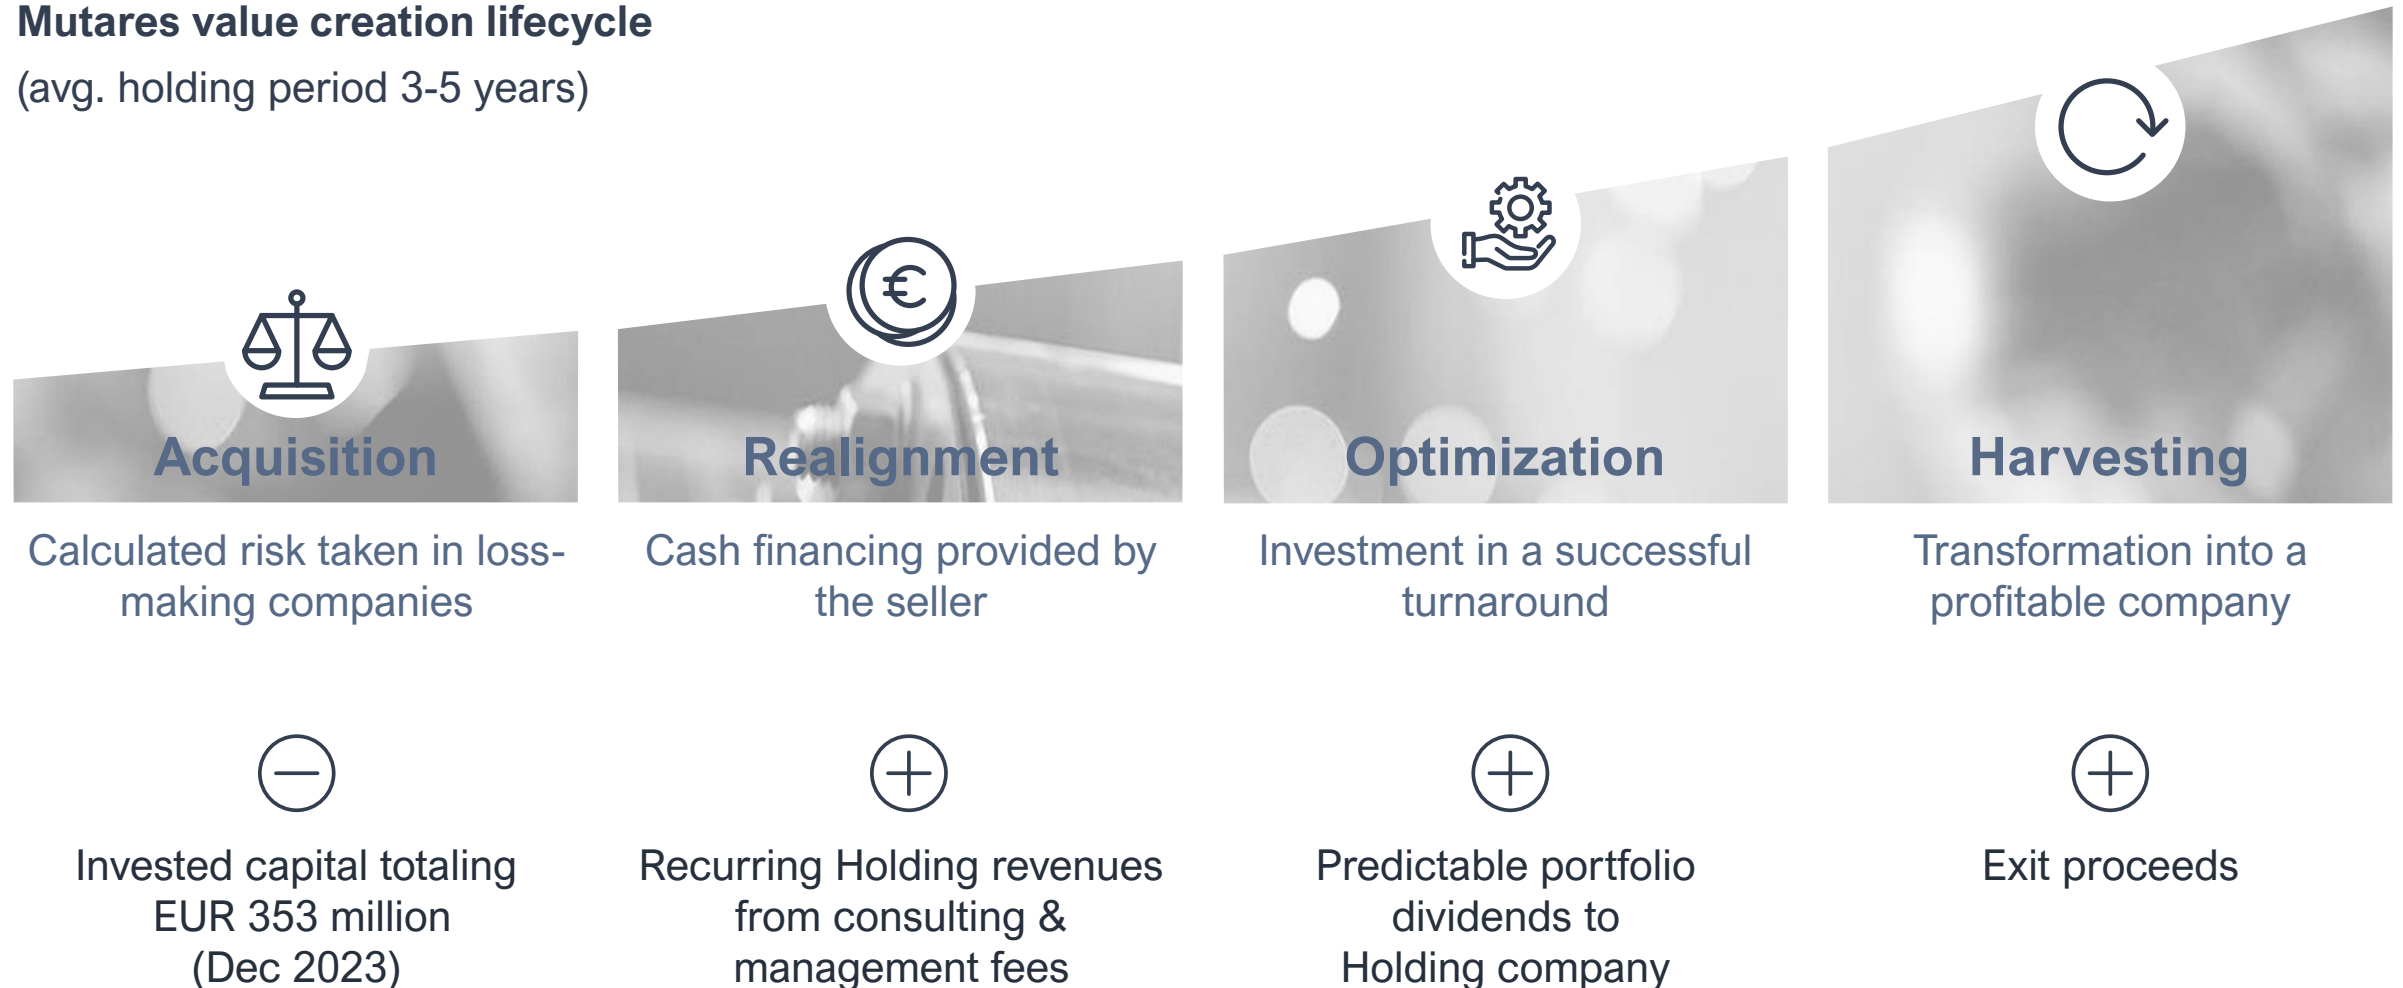 Mutares value creation lifecycle
(avg. holding period 3-5 years)
€
Acquisition
Calculated risk taken in loss-
making companies
Invested capital totaling
EUR 353 million
(Dec 2023)
Realignment
Cash financing provided by
the seller
Recurring Holding revenues
from consulting &
management fees
Optimization
Investment in a successful
turnaround
Predictable portfolio
dividends to
Holding company
Harvesting
Transformation into a
profitable company
Exit proceeds